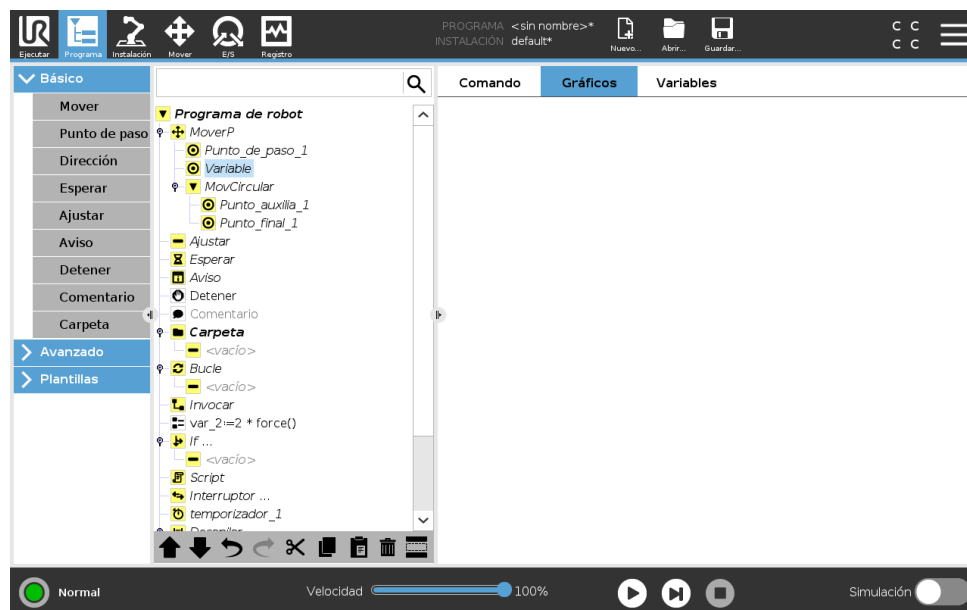 PROGRAMA <sin nombre>*
INSTALACIÓN default*
Ejecutar Programa Instalación Mover E/S Registro Nuevo... Abrir... Guardar...
C C
C C
Básico
Mover
Punto de paso
Dirección
Esperar
Ajustar
Aviso
Detener
Comentario
Carpeta
Avanzado
Plantillas
Programa de robot
MoverP
Punto_de_paso_1
Variable
MovCircular
Punto_auxilia_1
Punto_final_1
Ajustar
Esperar
Aviso
Detener
Comentario
Carpeta
<vacío>
Bucle
<vacío>
Invocar
var_2:=2 * force()
If ...
<vacío>
Script
Interruptor ...
temporizador_1
Comando Gráficos Variables
Normal Velocidad 100% Simulación